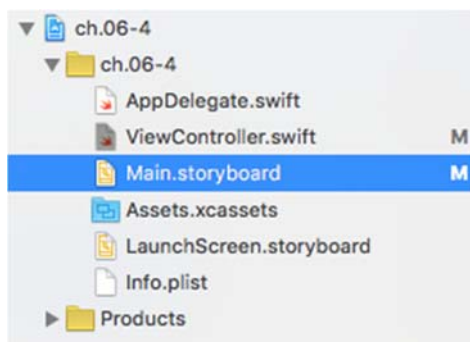 ch.06-4
ch.06-4
AppDelegate.swift
ViewController.swift M
Main.storyboard M
Assets.xcassets
LaunchScreen.storyboard
Info.plist
Products